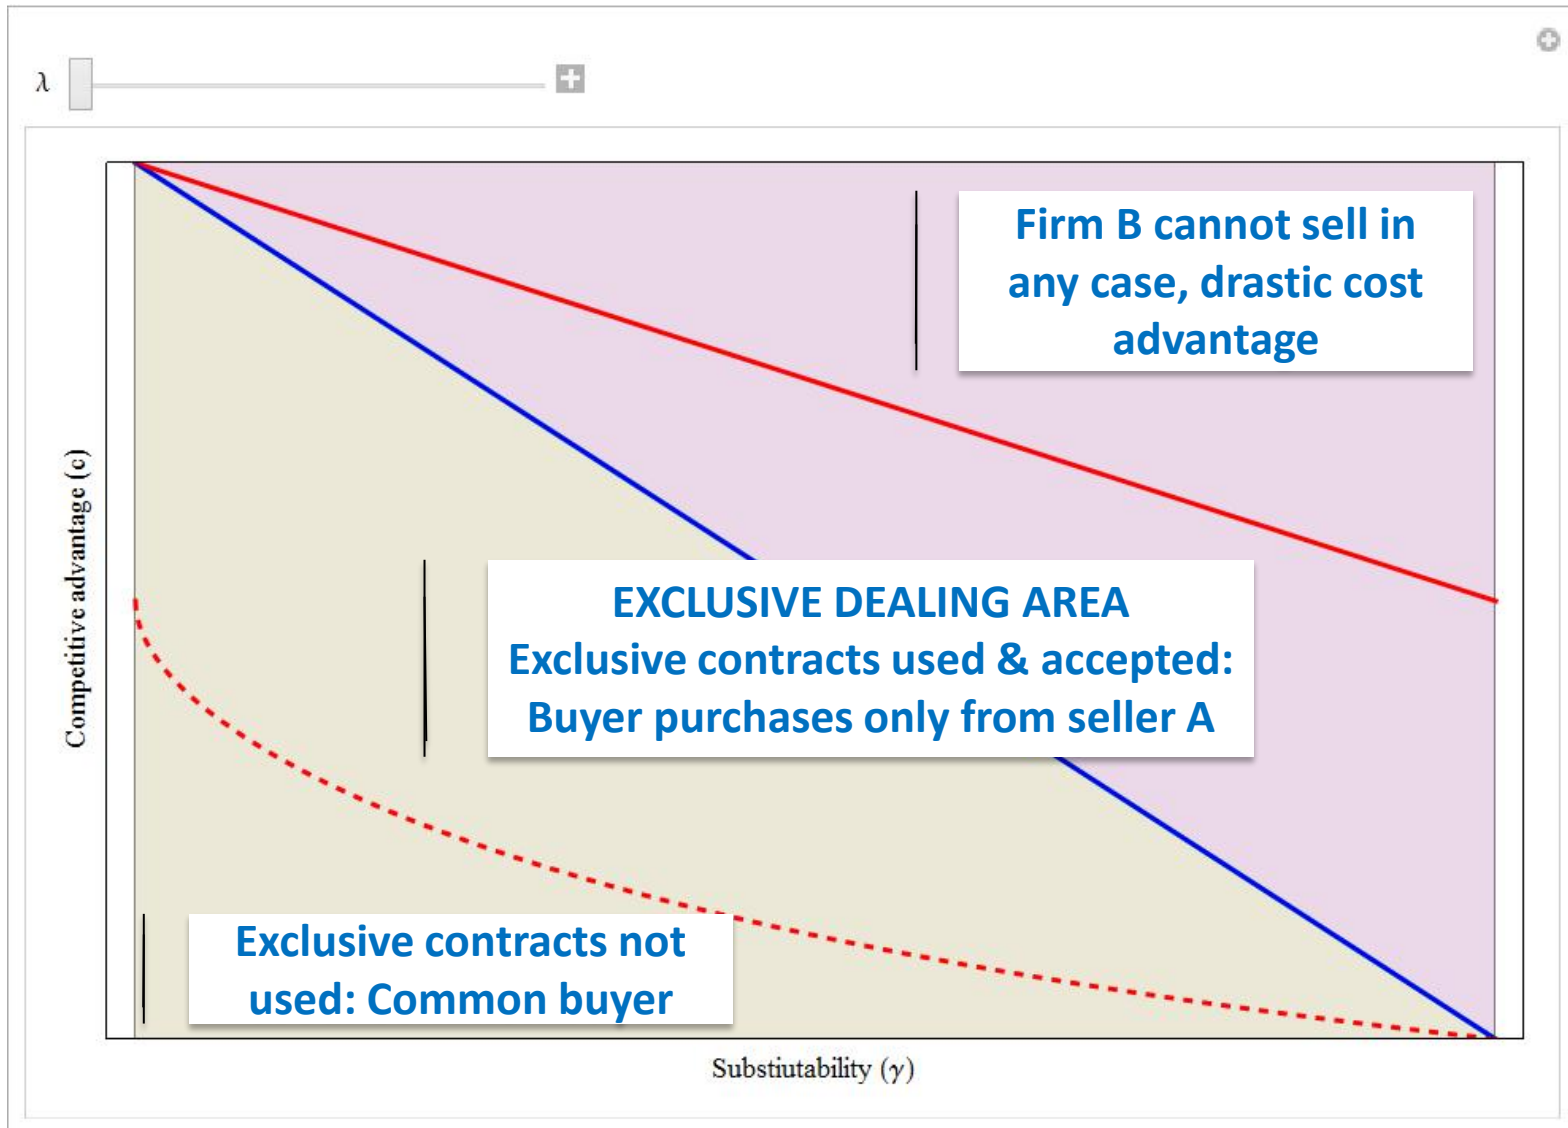 λ
Firm B cannot sell in
any case, drastic cost
advantage
Competitive advantage (c)
EXCLUSIVE DEALING AREA
Exclusive contracts used & accepted:
Buyer purchases only from seller A
Exclusive contracts not
used: Common buyer
Substiutability (γ)